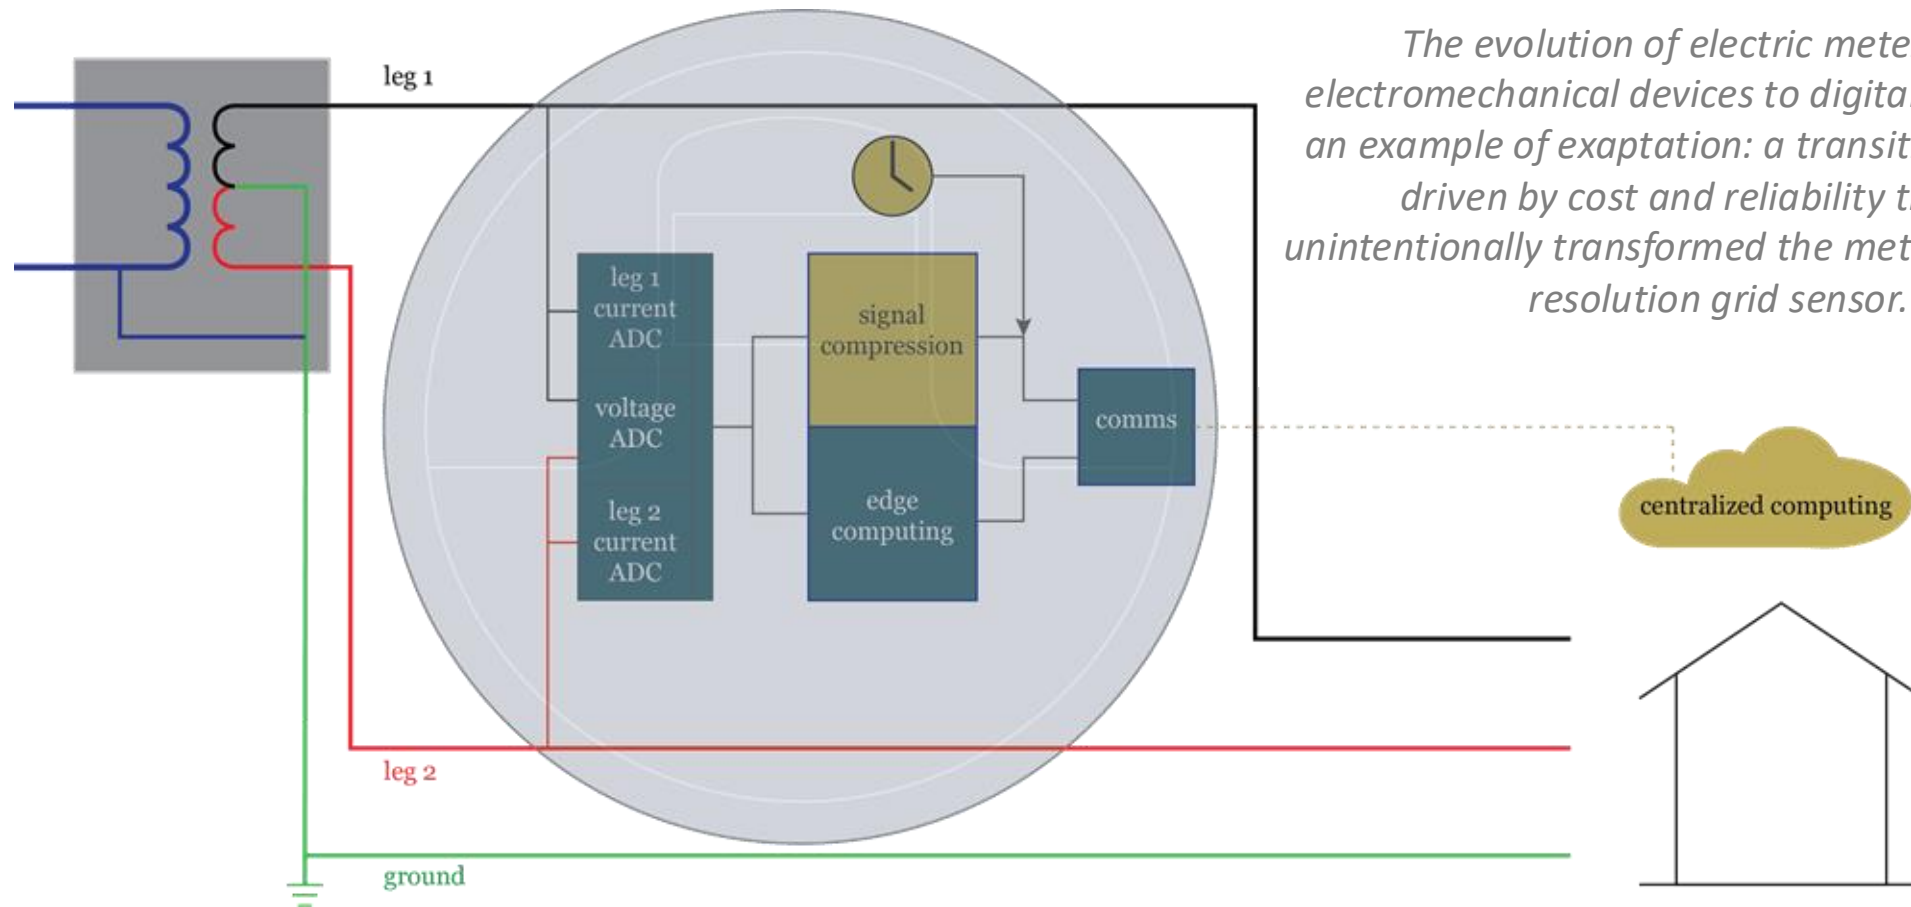 leg 1
The evolution of electric mete
electromechanical devices to digita
an example of exaptation: a transit
driven by cost and reliability t
unintentionally transformed the met
resolution grid sensor.
leg 1
current
ADC
voltage
ADC
leg 2
current
ADC
signal
compression
edge
computing
comms
centralized computing
leg 2
ground